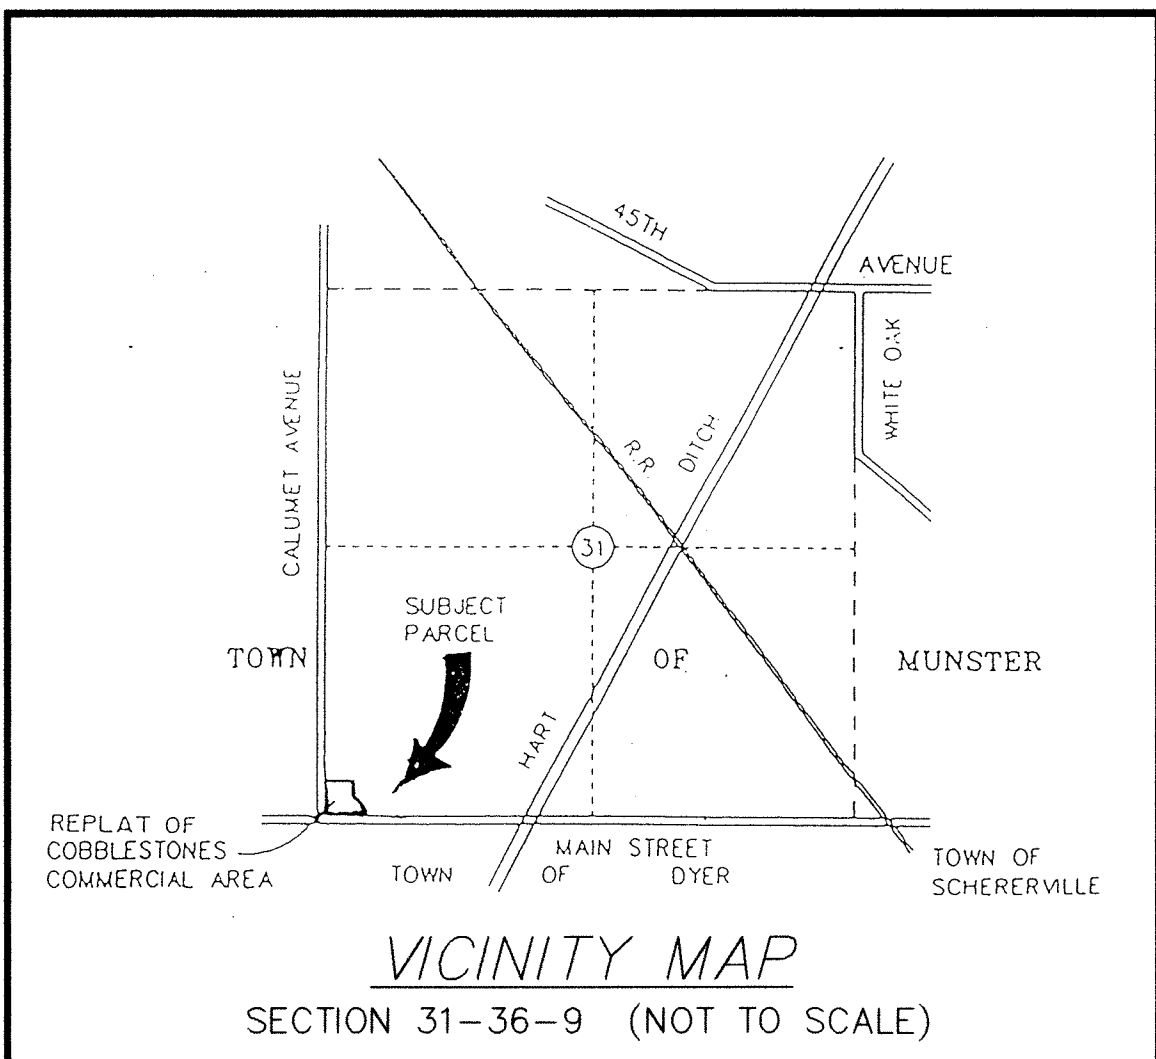 45TH
AVENUE
WHITE OAK
CALUMET AVENUE
R.R.
DITCH
31
SUBJECT
PARCEL
TOWN OF MUNSTER
HART
REPLAT OF
COBBLESTONES
COMMERCIAL AREA
MAIN STREET
TOWN OF DYER
TOWN OF
SCHERERVILLE
VICINITY MAP
SECTION 31-36-9 (NOT TO SCALE)